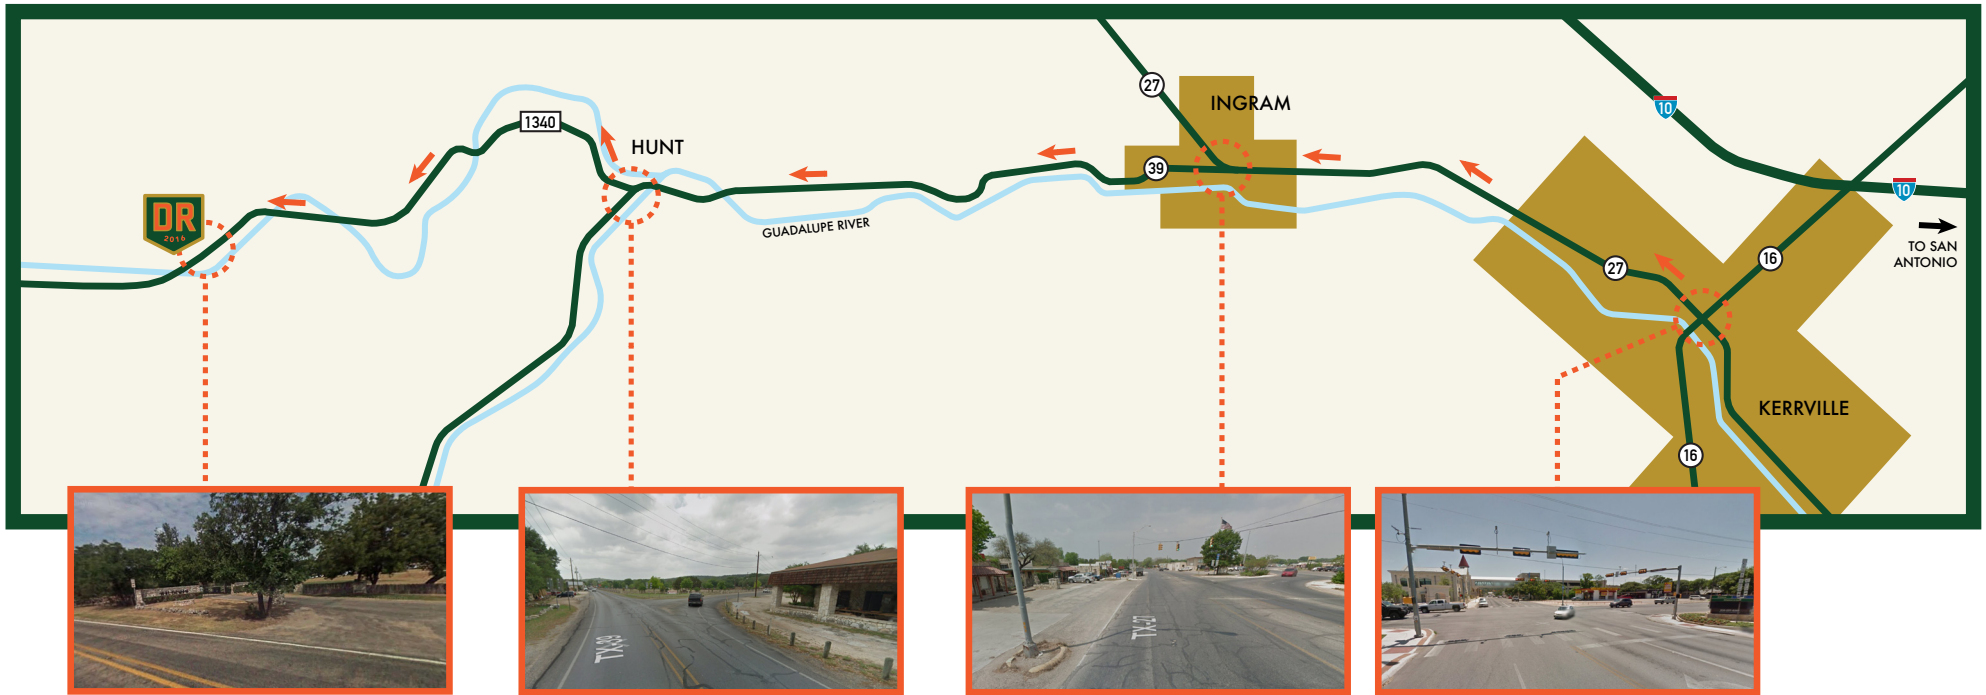 27
INGRAM
10
1340
HUNT
39
10
DR
2016
GUADALUPE RIVER
TO SAN
ANTONIO
16
27
KERRVILLE
16
TX-39
TX-27